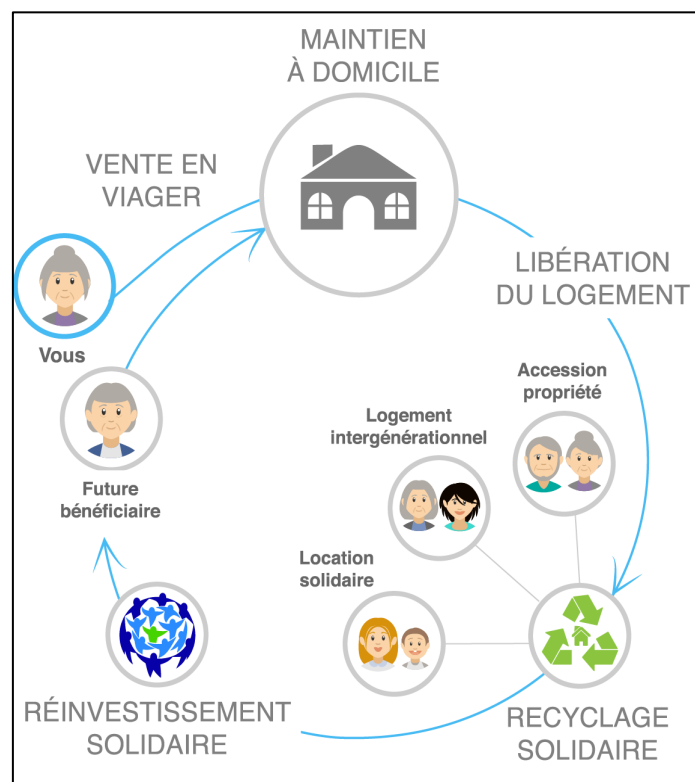 MAINTIEN
À DOMICILE
VENTE EN
VIAGER
LIBÉRATION
DU LOGEMENT
Vous
Accession
propriété
Logement
intergénérationnel
Future
bénéficiaire
Location
solidaire
RÉINVESTISSEMENT
SOLIDAIRE
RECYCLAGE
SOLIDAIRE